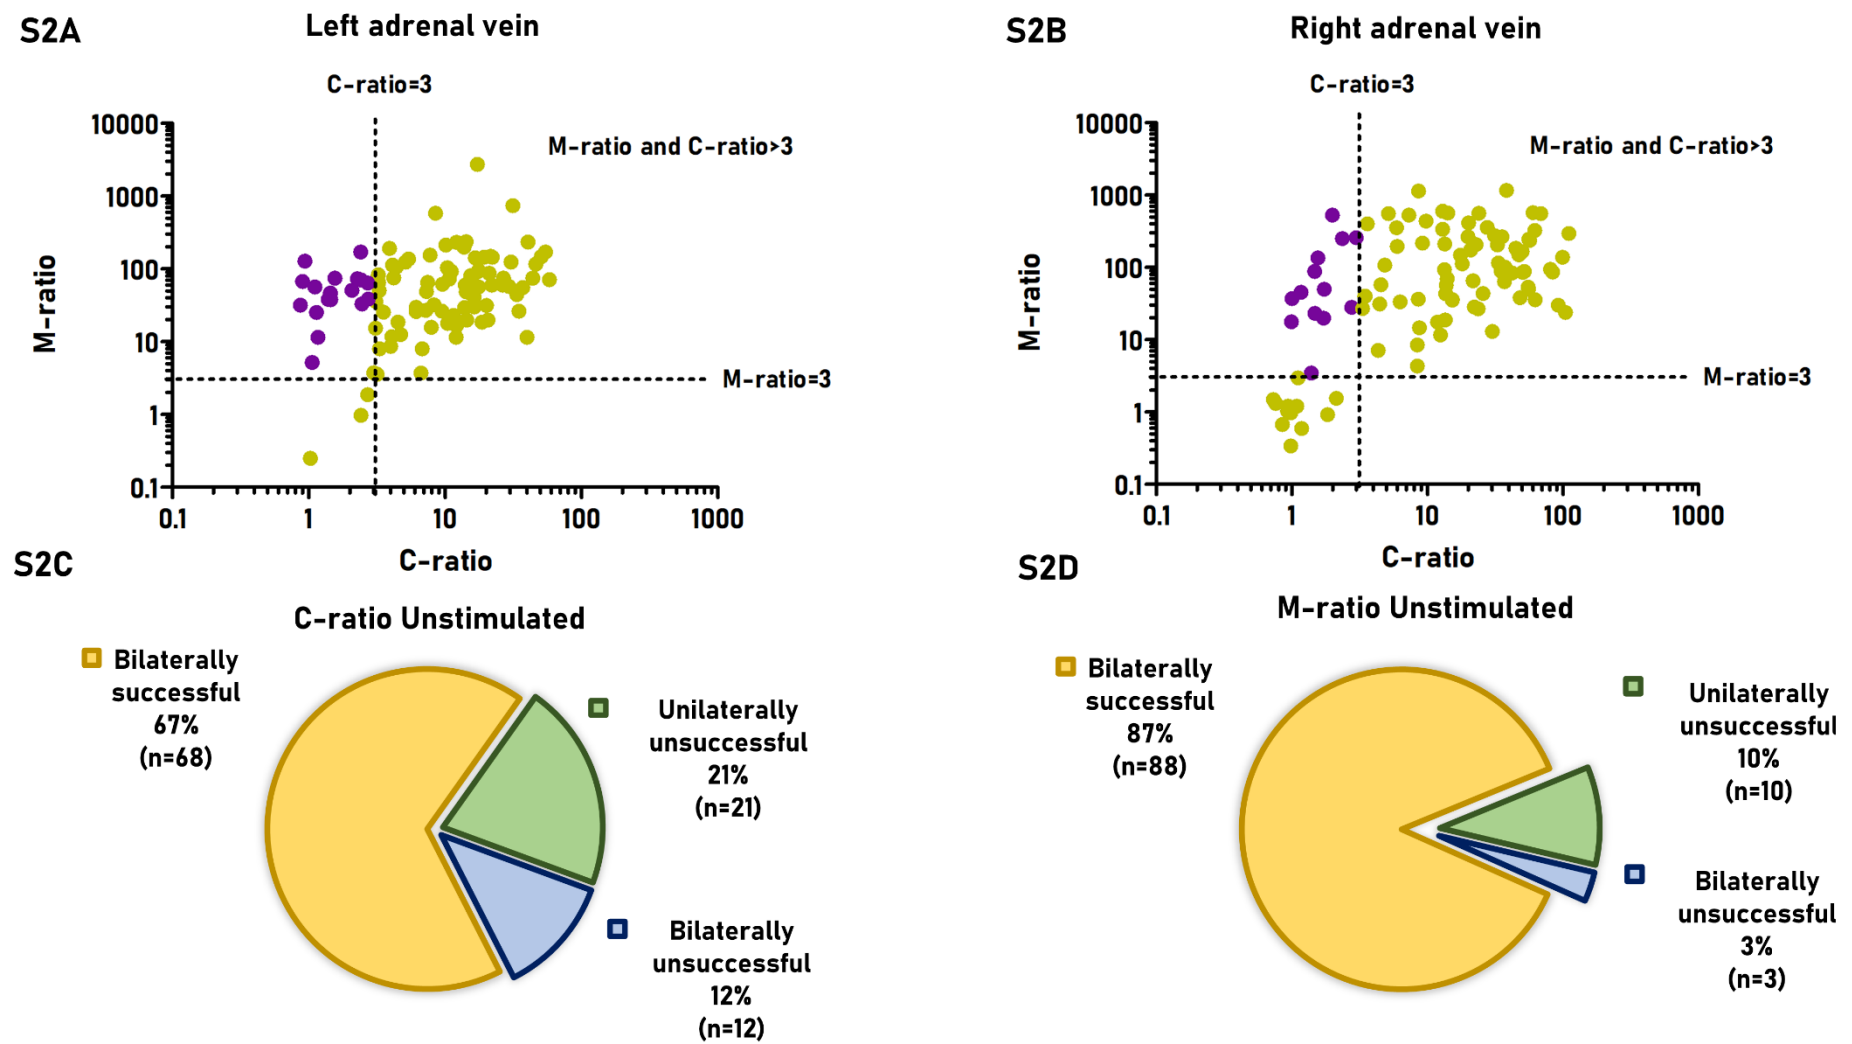 S2A
Left adrenal vein
C-ratio=3
M-ratio and C-ratio>3
10000
1000
100
10
1
0.1
M-ratio
M-ratio=3
0.1
1
10
100
1000
C-ratio
S2B
Right adrenal vein
C-ratio=3
M-ratio and C-ratio>3
10000
1000
100
10
1
0.1
M-ratio
M-ratio=3
0.1
1
10
100
1000
C-ratio
S2C
C-ratio Unstimulated
Bilaterally
successful
67%
(n=68)
Unilaterally
unsuccessful
21%
(n=21)
Bilaterally
unsuccessful
12%
(n=12)
S2D
M-ratio Unstimulated
Bilaterally
successful
87%
(n=88)
Unilaterally
unsuccessful
10%
(n=10)
Bilaterally
unsuccessful
3%
(n=3)